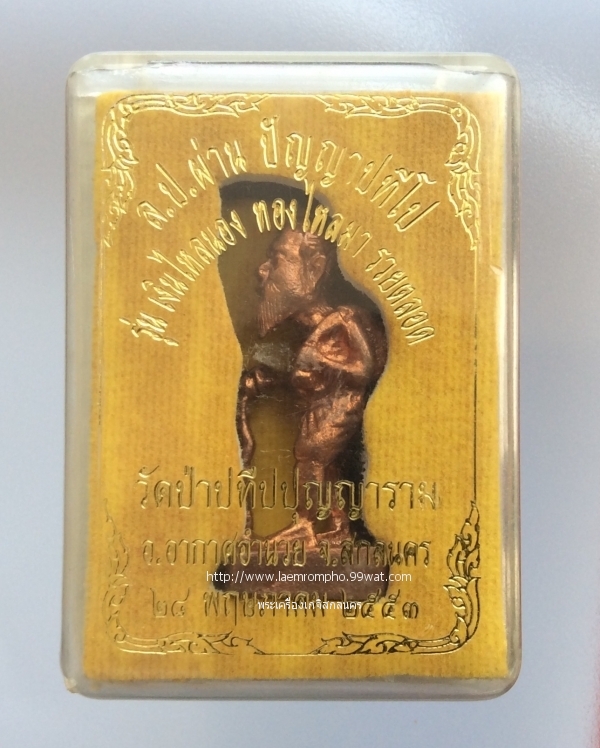 ล.ป.ผ่าน ปัญญาปทีโป
รุ่น เงินไหลนอง ทองไหลมา รวยตลอด
วัดป่าปทีปปุญญาราม
อ.อากาศอำนวย จ.สกลนคร
http://www.laemrompho.99wat.com
๒๔ พฤษภาคม ๒๕๕๓
พระเครื่องเกจิสกลนคร